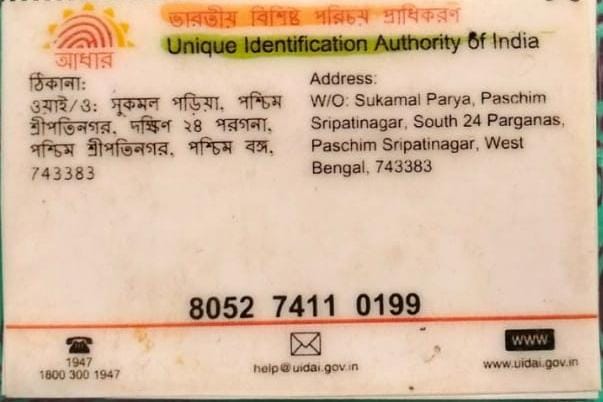 ভারতীয় বিশিষ্ট পরিচয় প্রাধিকরণ
Unique Identification Authority of India
আধার
ঠিকানা:
ওয়াই/ও: সুকমল পড়িয়া, পশ্চিম
শ্রীপতিনগর, দক্ষিন ২৪ পরগনা,
পশ্চিম শ্রীপতিনগর, পশ্চিম বঙ্গ,
743383
Address:
W/O: Sukamal Parya, Paschim
Sripatinagar, South 24 Parganas,
Paschim Sripatinagar, West
Bengal, 743383
8052 7411 0199
1947
1800 300 1947
help@uidai.gov.in
www
www.uidai.gov.in